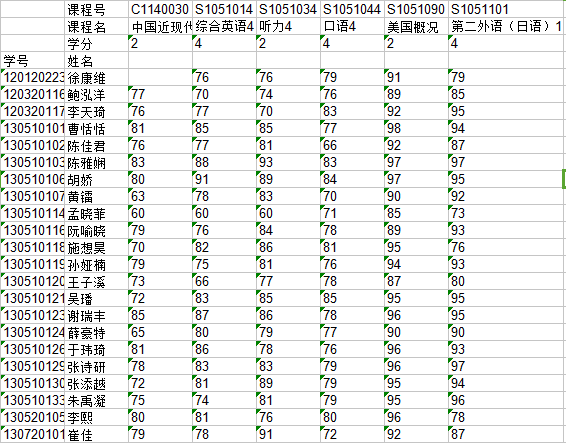 课程号 C1140030 S1051014 S1051034 S1051044 S1051090 S1051101
课程名 中国近现代 综合英语4 听力4 口语4 美国概况 第二外语（日语）1
学分 2 4 2 4 2 4
学号 姓名
120120223 徐康维 76 76 79 91 79
120320116 鲍泓洋 77 70 74 76 89 85
120320117 李天琦 76 77 70 83 92 95
130510101 曹恬恬 81 85 85 77 98 94
130510102 陈佳君 76 77 81 66 92 87
130510103 陈雅娴 83 88 93 83 97 97
130510106 胡娇 80 91 89 84 97 95
130510107 黄镭 63 78 83 70 90 92
130510114 孟晓菲 60 60 60 71 85 73
130510116 阮喻晓 79 76 84 78 89 93
130510118 施想昊 70 82 86 81 95 76
130510119 孙娅楠 79 75 81 76 94 93
130510120 王子溪 73 66 77 78 87 80
130510121 吴璠 72 83 85 85 95 95
130510123 谢瑞丰 85 87 86 78 96 95
130510124 薛豪特 65 80 79 77 90 90
130510126 于玮琦 81 86 78 76 96 93
130510129 张诗研 78 83 83 79 96 97
130510130 张添越 72 81 89 79 95 94
130510133 朱禹凝 75 74 81 79 95 96
130520105 李熙 80 81 76 80 96 78
130720101 崔佳 79 78 91 72 92 87